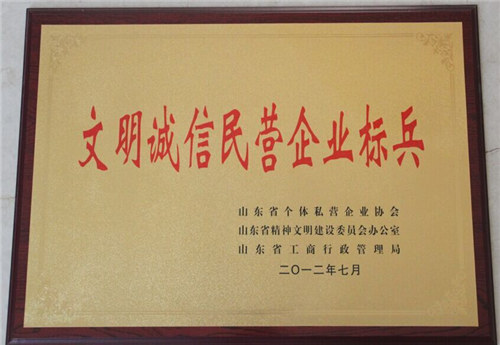 文明诚信民营企业标兵
山东省个体私营企业协会
山东省精神文明建设委员会办公室
山东省工商行政管理局
二〇一二年七月